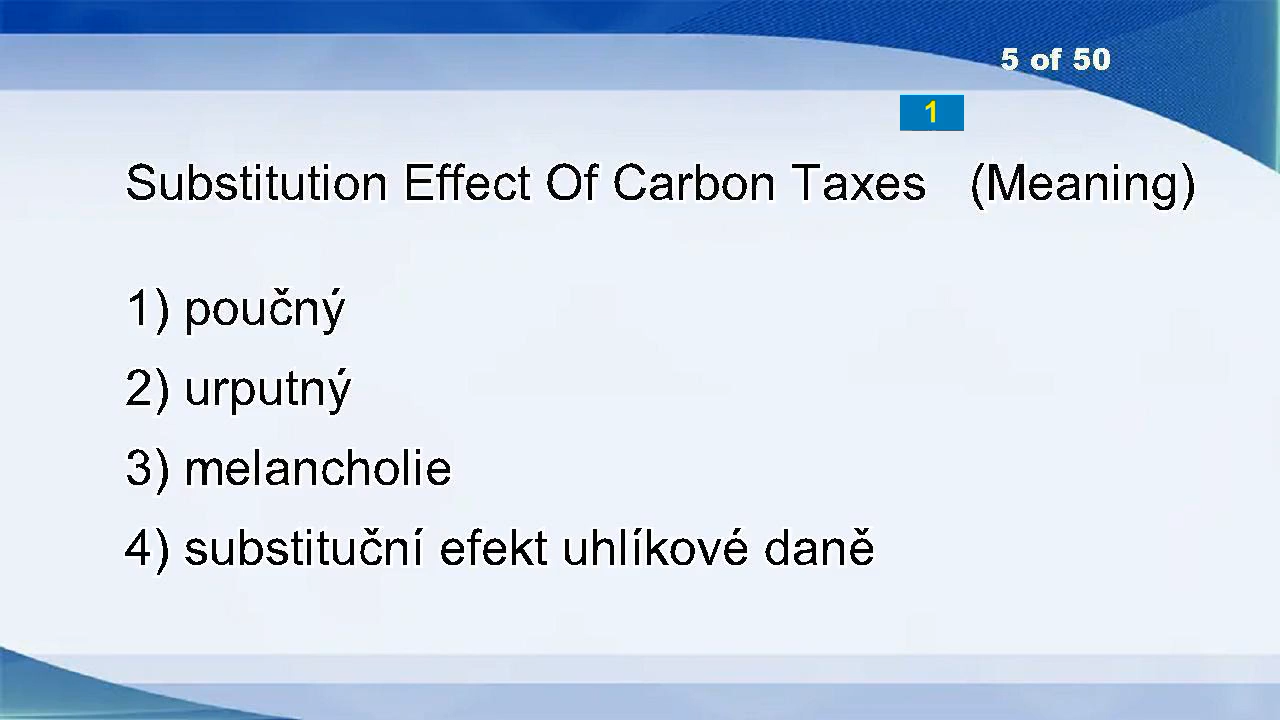 5 of 50
1
Substitution Effect Of Carbon Taxes (Meaning)
1) poučný
2) urputný
3) melancholie
4) substituční efekt uhlíkové daně